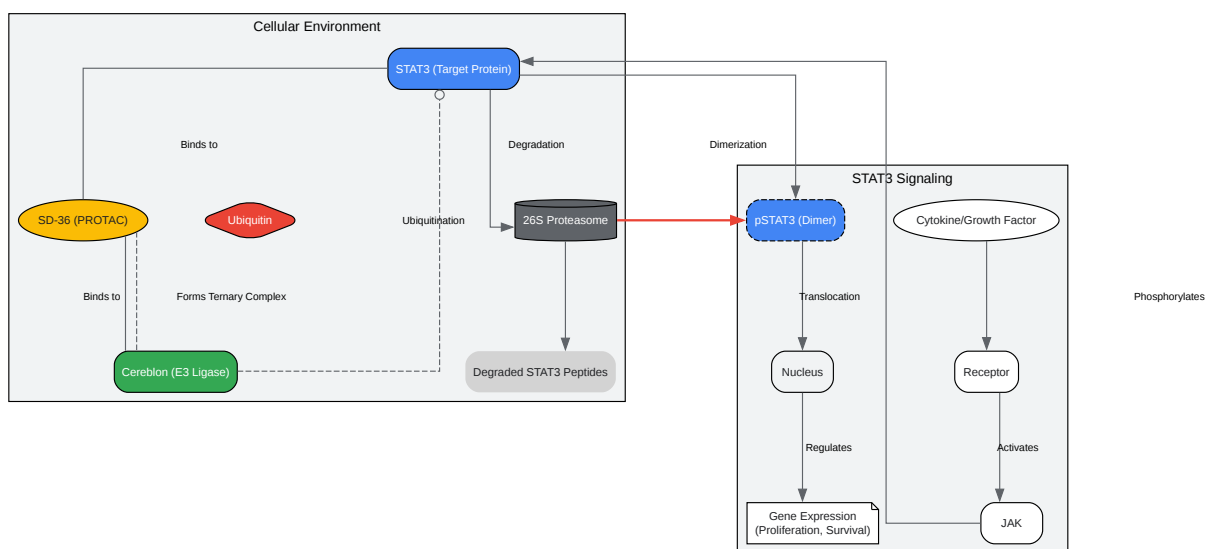 Cellular Environment
STAT3 (Target Protein)
Binds to
Degradation
Dimerization
STAT3 Signaling
SD-36 (PROTAC)
Ubiquitin
Ubiquitination
26S Proteasome
pSTAT3 (Dimer)
Cytokine/Growth Factor
Binds to
Forms Ternary Complex
Translocation
Phosphorylates
Cereblon (E3 Ligase)
Degraded STAT3 Peptides
Nucleus
Receptor
Regulates
Activates
Gene Expression
(Proliferation, Survival)
JAK